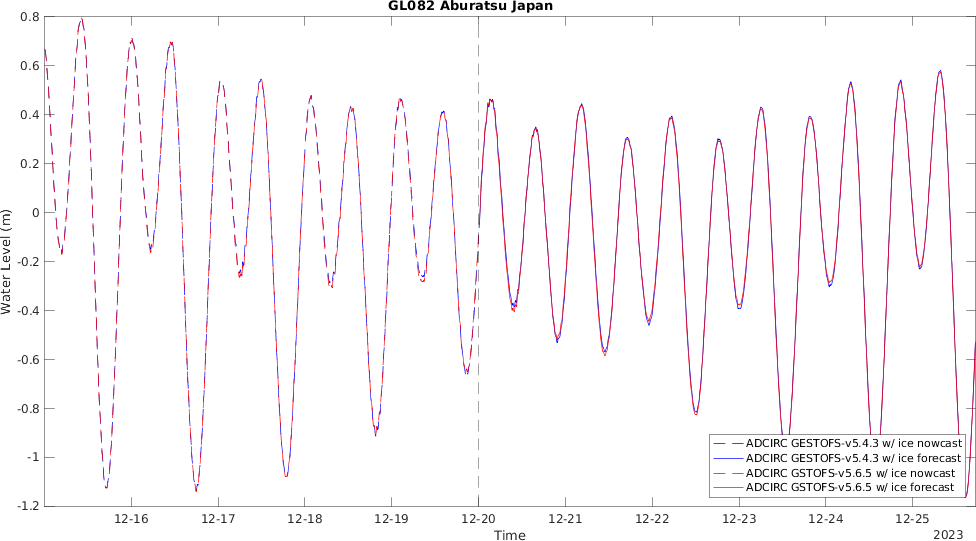 GL082 Aburatsu Japan
Water Level (m)
0.8
0.6
0.4
0.2
0
-0.2
-0.4
-0.6
-0.8
-1
-1.2
ADCIRC GESTOFS-v5.4.3 w/ ice nowcast
ADCIRC GESTOFS-v5.4.3 w/ ice forecast
ADCIRC GSTOFS-v5.6.5 w/ ice nowcast
ADCIRC GSTOFS-v5.6.5 w/ ice forecast
12-16 12-17 12-18 12-19 12-20 12-21 12-22 12-23 12-24 12-25
Time
2023